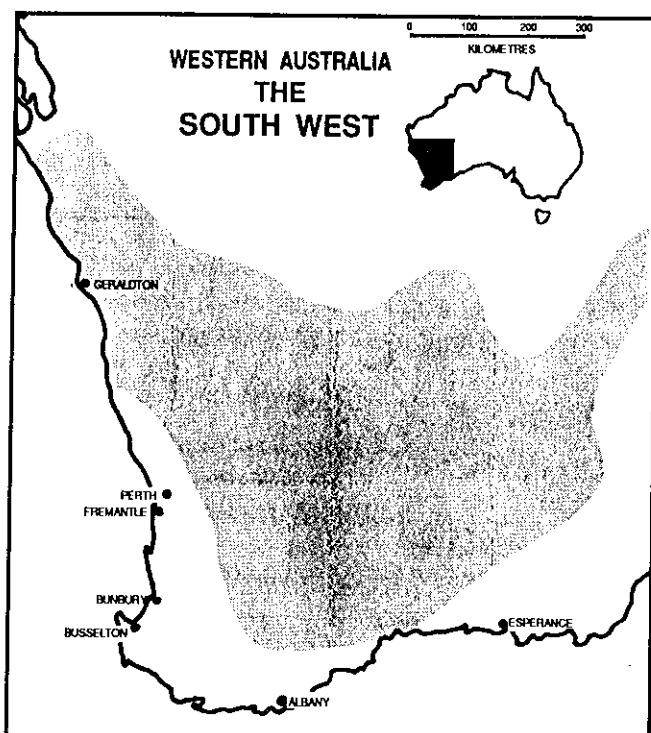 0 100 200 300
KILOMETRES
WESTERN AUSTRALIA
THE
SOUTH WEST
GERALDTON
PERTH
FREMANTLE
BUNBURY
BUSSELTON
ESPERANCE
ALBANY